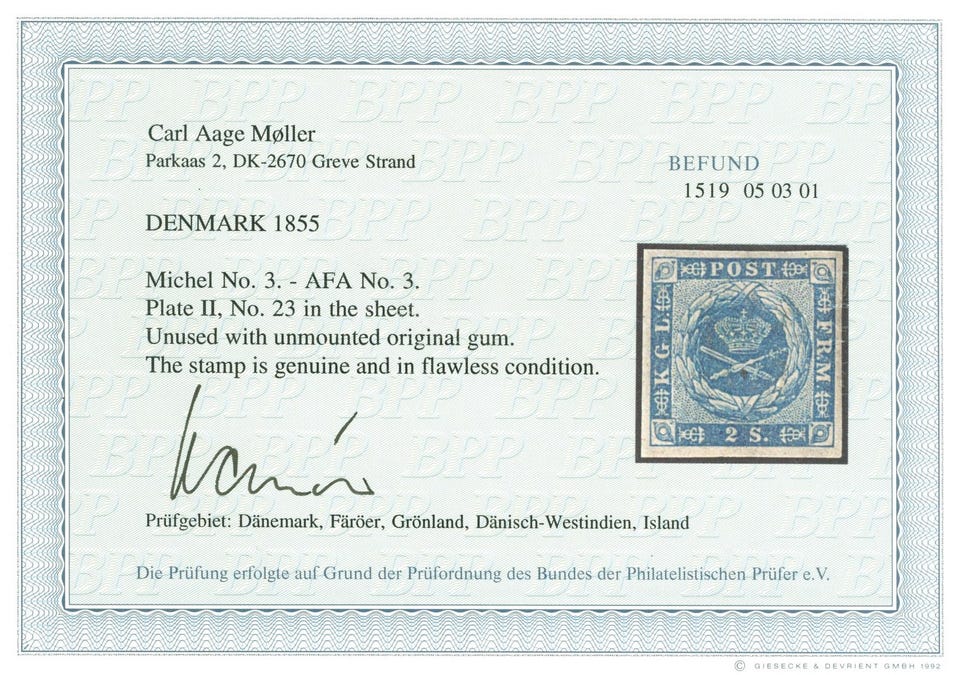 Carl Aage Møller
Parkaas 2, DK-2670 Greve Strand
BEFUND
1519 05 03 01
DENMARK 1855
Michel No. 3. - AFA No. 3.
Plate II, No. 23 in the sheet.
Unused with unmounted original gum.
The stamp is genuine and in flawless condition.
POST
KGL
FRM
2 S.
Prüfgebiet: Dänemark, Färöer, Grönland, Dänisch-Westindien, Island
Die Prüfung erfolgte auf Grund der Prüfordnung des Bundes der Philatelistischen Prüfer e.V.
© GIESECKE & DEVRIENT GMBH 1992
BPP